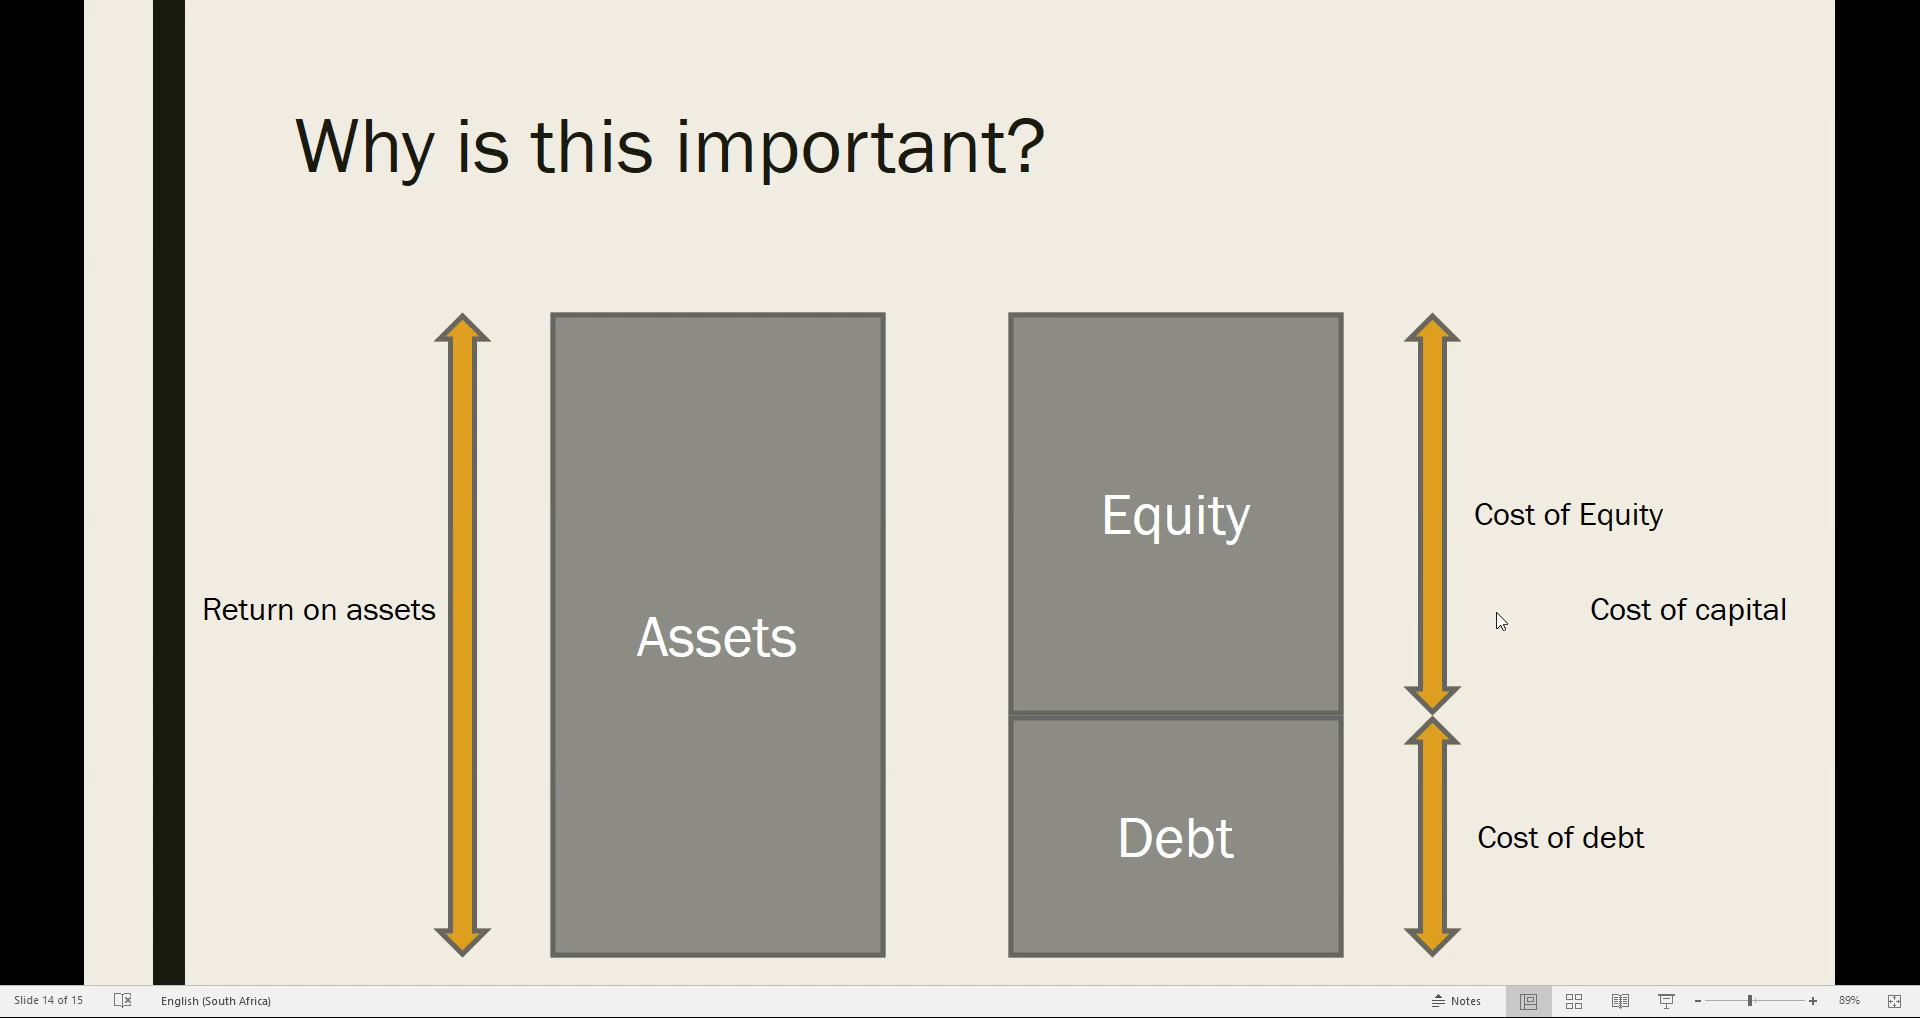 Why is this important?
Return on assets
Assets
Equity
Debt
Cost of Equity
Cost of capital
Cost of debt
Slide 14 of 15
English (South Africa)
Notes
89%